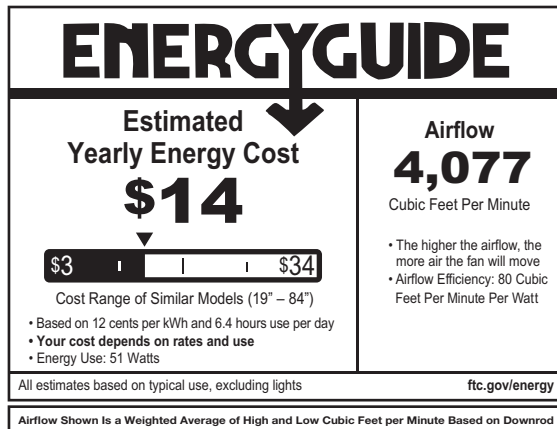 ENERGYGUIDE
Estimated
Yearly Energy Cost
$14
$3
$34
Cost Range of Similar Models (19” – 84”)
• Based on 12 cents per kWh and 6.4 hours use per day
• Your cost depends on rates and use
• Energy Use: 51 Watts
Airflow
4,077
Cubic Feet Per Minute
• The higher the airflow, the
more air the fan will move
• Airflow Efficiency: 80 Cubic
Feet Per Minute Per Watt
All estimates based on typical use, excluding lights
ftc.gov/energy
Airflow Shown Is a Weighted Average of High and Low Cubic Feet per Minute Based on Downrod